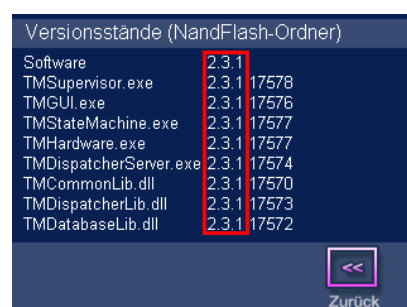 Versionsstände (NandFlash-Ordner)
Software 2.3.1
TMSupervisor.exe 2.3.1 17578
TMGUI.exe 2.3.1 17576
TMStateMachine.exe 2.3.1 17577
TMHardware.exe 2.3.1 17577
TMDispatcherServer.exe 2.3.1 17574
TMCommonLib.dll 2.3.1 17570
TMDispatcherLib.dll 2.3.1 17573
TMDatabaseLib.dll 2.3.1 17572
<<
Zurück